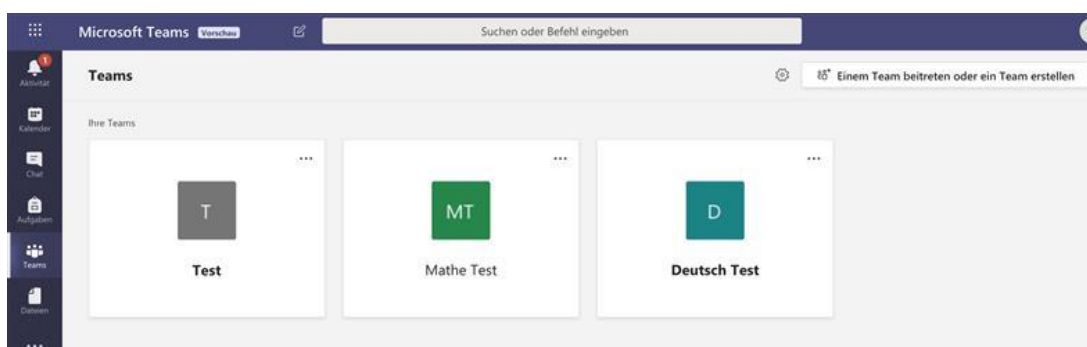 Microsoft Teams Vorschau
Suchen oder Befehl eingeben
1
Aktivität
Kalender
Chat
Aufgaben
Teams
Dateien
Teams
Einem Team beitreten oder ein Team erstellen
Ihre Teams
T
Test
MT
Mathe Test
D
Deutsch Test